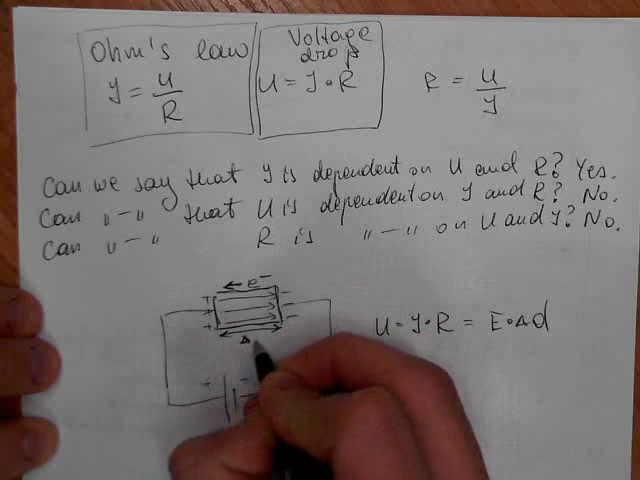 Ohm's law
Y = U / R
Voltage drop
U = Y • R
R = U / Y
Can we say that Y is dependent on U and R? Yes.
Can "–" that U is dependent on Y and R? No.
Can "–" R is "–" on U and Y? No.
← e⁻
+ –
+ –
+ –
Δ
+ –
U = Y • R = E • Δd